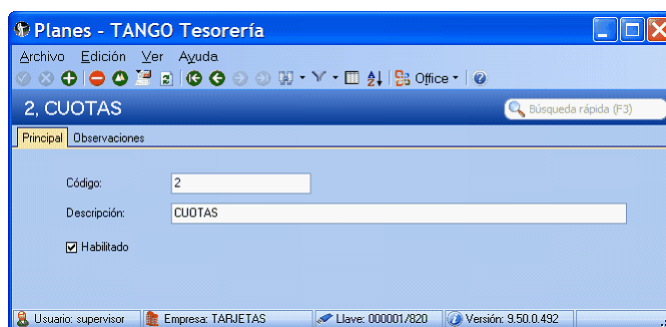 Planes - TANGO Tesorería
Archivo Edición Ver Ayuda
Office
2, CUOTAS
Búsqueda rápida (F3)
Principal Observaciones
Código: 2
Descripción: CUOTAS
Habilitado
Usuario: supervisor Empresa: TARJETAS Llave: 000001/820 Versión: 9.50.0.492